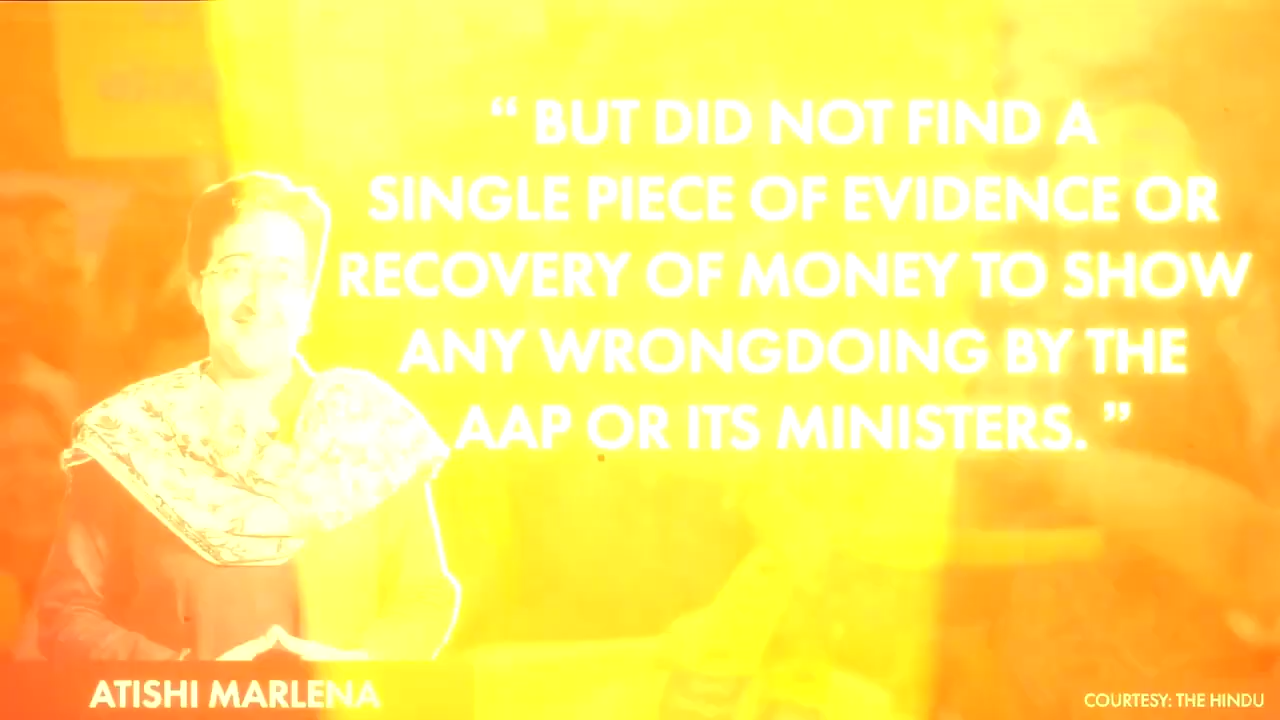 “ BUT DID NOT FIND A
SINGLE PIECE OF EVIDENCE OR
RECOVERY OF MONEY TO SHOW
ANY WRONGDOING BY THE
AAP OR ITS MINISTERS. ”
ATISHI MARLENA
COURTESY: THE HINDU